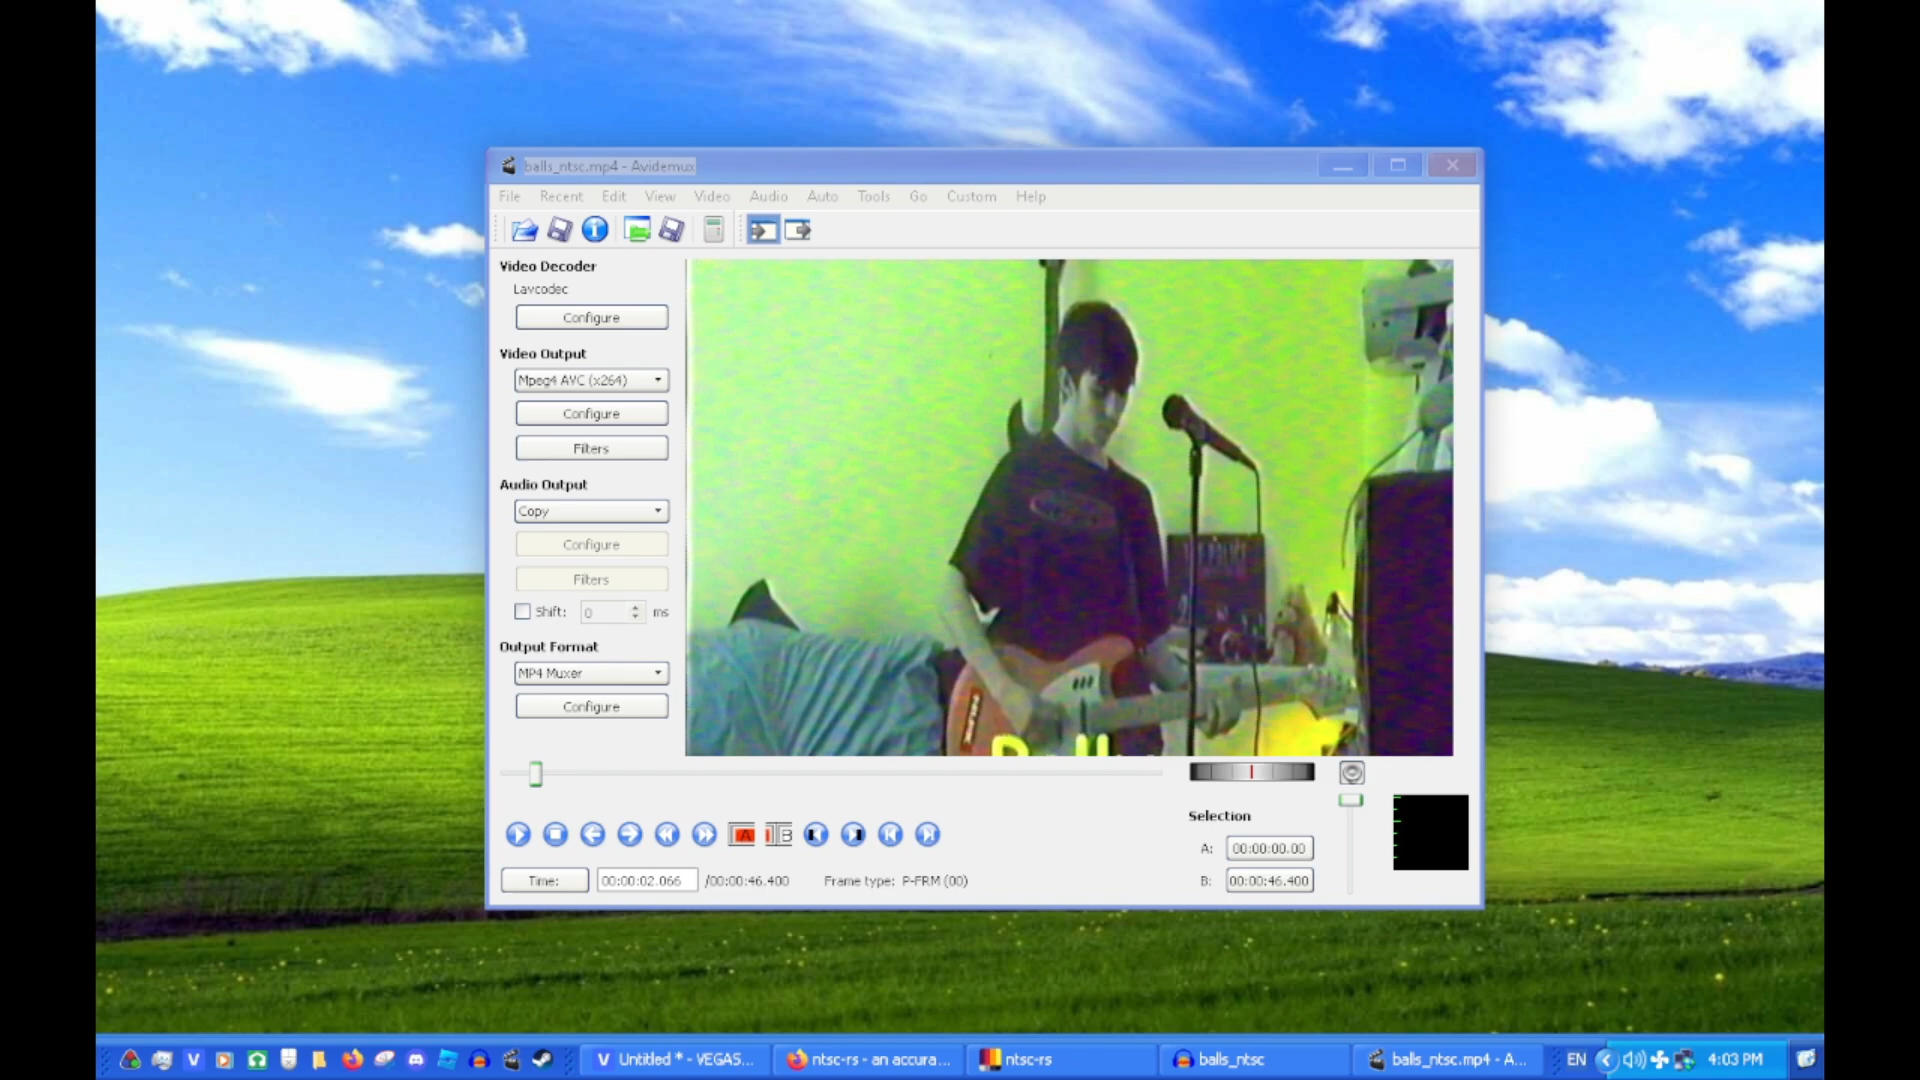 balls_ntsc.mp4 - Avidemux
File Recent Edit View Video Audio Auto Tools Go Custom Help
Video Decoder
Lavcodec
Configure
Video Output
Mpeg4 AVC (x264)
Configure
Filters
Audio Output
Copy
Configure
Filters
Shift: 0 ms
Output Format
MP4 Muxer
Configure
A B
Selection
A: 00:00:00.00
B: 00:00:46.400
Time: 00:00:02.066 /00:00:46.400 Frame type: P-FRM (00)
V Untitled * - VEGAS... ntsc-rs - an accura... ntsc-rs balls_ntsc balls_ntsc.mp4 - A... EN 4:03 PM